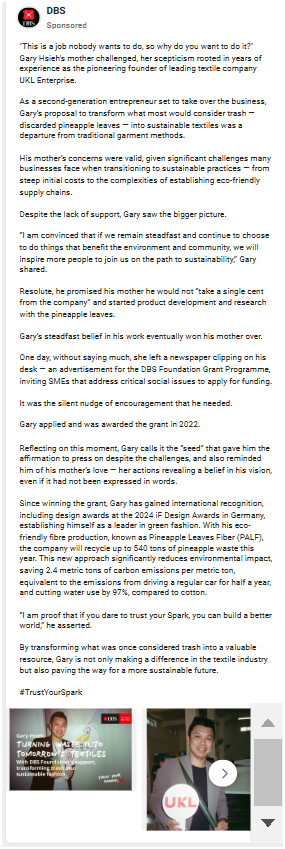 DBS
Sponsored
"This is a job nobody wants to do, so why do you want to do it?"
Gary Hsieh's mother challenged, her scepticism rooted in years of
experience as the pioneering founder of leading textile company
UKL Enterprise.
As a second-generation entrepreneur set to take over the business,
Gary's proposal to transform what most would consider trash —
discarded pineapple leaves — into sustainable textiles was a
departure from traditional garment methods.
His mother's concerns were valid, given significant challenges many
businesses face when transitioning to sustainable practices — from
steep initial costs to the complexities of establishing eco-friendly
supply chains.
Despite the lack of support, Gary saw the bigger picture.
"I am convinced that if we remain steadfast and continue to choose
to do things that benefit the environment and community, we will
inspire more people to join us on the path to sustainability," Gary
shared.
Resolute, he promised his mother he would not "take a single cent
from the company" and started product development and research
with the pineapple leaves.
Gary's steadfast belief in his work eventually won his mother over.
One day, without saying much, she left a newspaper clipping on his
desk — an advertisement for the DBS Foundation Grant Programme,
inviting SMEs that address critical social issues to apply for funding.
It was the silent nudge of encouragement that he needed.
Gary applied and was awarded the grant in 2022.
Reflecting on this moment, Gary calls it the "seed" that gave him the
affirmation to press on despite the challenges, and also reminded
him of his mother's love — her actions revealing a belief in his vision,
even if it had not been expressed in words.
Since winning the grant, Gary has gained international recognition,
including design awards at the 2024 iF Design Awards in Germany,
establishing himself as a leader in green fashion. With his eco-
friendly fibre production, known as Pineapple Leaves Fiber (PALF),
the company will recycle up to 540 tons of pineapple waste this
year. This new approach significantly reduces environmental impact,
saving 2.4 metric tons of carbon emissions per metric ton,
equivalent to the emissions from driving a regular car for half a year,
and cutting water use by 97%, compared to cotton.
"I am proof that if you dare to trust your Spark, you can build a better
world," he asserted.
By transforming what was once considered trash into a valuable
resource, Gary is not only making a difference in the textile industry
but also paving the way for a more sustainable future.
#TrustYourSpark
DBS
Gary Hsieh
TURNING WASTE INTO
TOMORROW'S TEXTILES
With DBS Foundation's support,
transforming trash into
sustainable fashion.
UKL